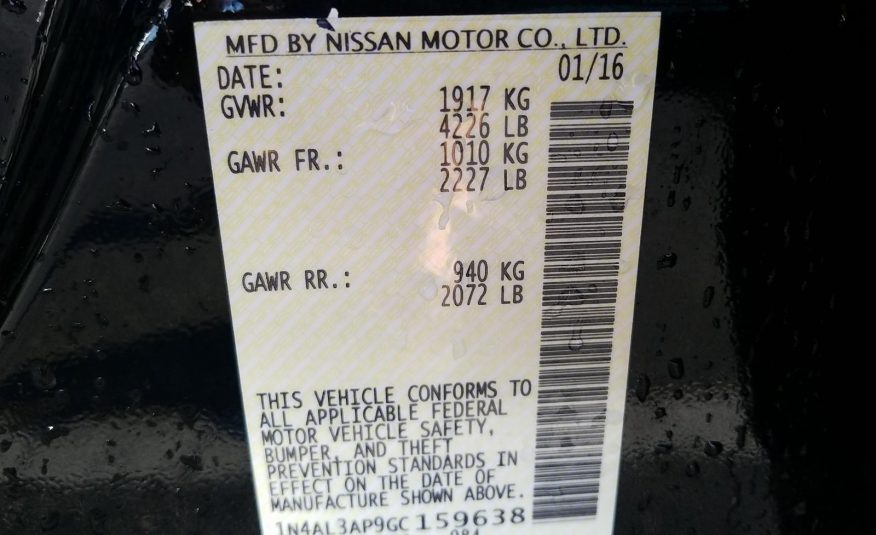 MFD BY NISSAN MOTOR CO., LTD.
DATE: 01/16
GVWR: 1917 KG
4226 LB
GAWR FR.: 1010 KG
2227 LB
GAWR RR.: 940 KG
2072 LB
THIS VEHICLE CONFORMS TO
ALL APPLICABLE FEDERAL
MOTOR VEHICLE SAFETY,
BUMPER, AND THEFT
PREVENTION STANDARDS IN
EFFECT ON THE DATE OF
MANUFACTURE SHOWN ABOVE.
1N4AL3AP9GC159638